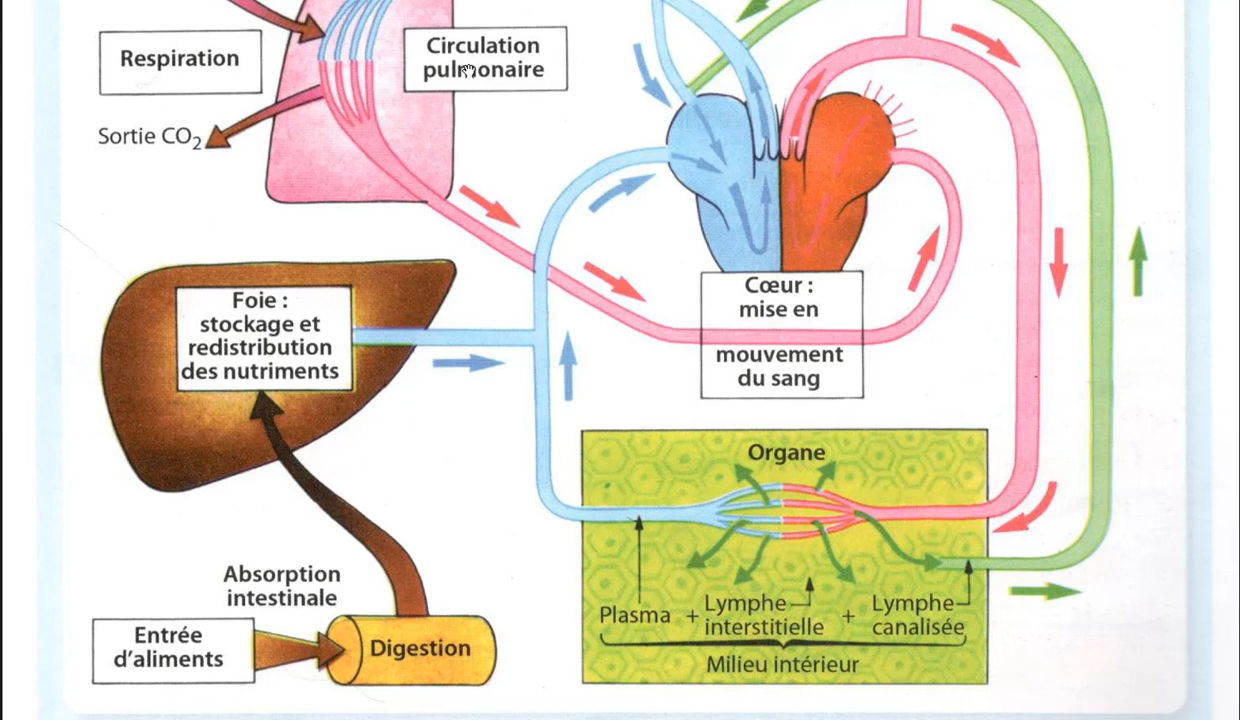 Respiration
Circulation
pulmonaire
Sortie CO₂
Foie :
stockage et
redistribution
des nutriments
Cœur :
mise en
mouvement
du sang
Organe
Absorption
intestinale
Entrée
d'aliments
Digestion
Plasma + Lymphe interstitielle + Lymphe canalisée
Milieu intérieur